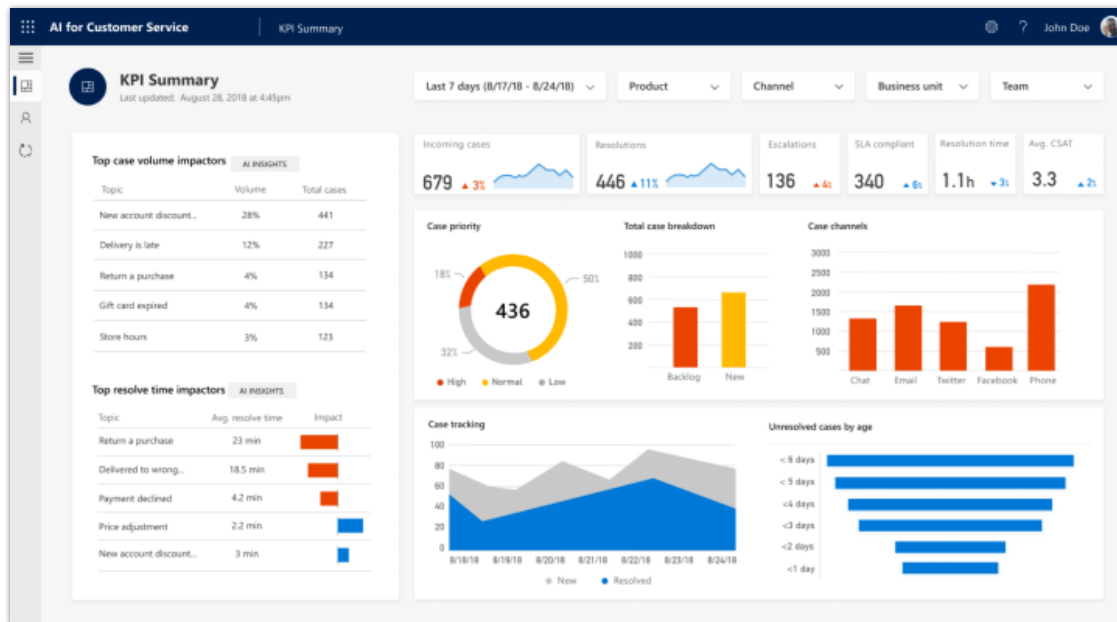 AI for Customer Service
KPI Summary
John Doe
KPI Summary
Last updated: August 28, 2018 at 4:45pm
Last 7 days (8/17/18 - 8/24/18)
Product
Channel
Business unit
Team
Top case volume impactors
AI INSIGHTS
Topic Volume Total cases
New account discount... 28% 441
Delivery is late 12% 227
Return a purchase 4% 134
Gift card expired 4% 134
Store hours 3% 123
Top resolve time impactors
AI INSIGHTS
Topic Avg. resolve time Impact
Return a purchase 23 min
Delivered to wrong... 18.5 min
Payment declined 4.2 min
Price adjustment 2.2 min
New account discount... 3 min
Incoming cases
679 ▲ 3%
Resolutions
446 ▲ 11%
Escalations
136 ▲ 4%
SLA compliant
340 ▲ 6%
Resolution time
1.1h ▼ 3%
Avg. CSAT
3.3 ▲ 2%
Case priority
18%
50%
436
32%
High Normal Low
Total case breakdown
1000
800
600
400
200
Backlog New
Case channels
3000
2500
2000
1500
1000
500
Chat Email Twitter Facebook Phone
Case tracking
100
80
60
40
20
0
8/18/18 8/19/18 8/20/18 8/21/18 8/22/18 8/23/18 8/24/18
New Resolved
Unresolved cases by age
< 6 days
< 5 days
<4 days
<3 days
<2 days
<1 day